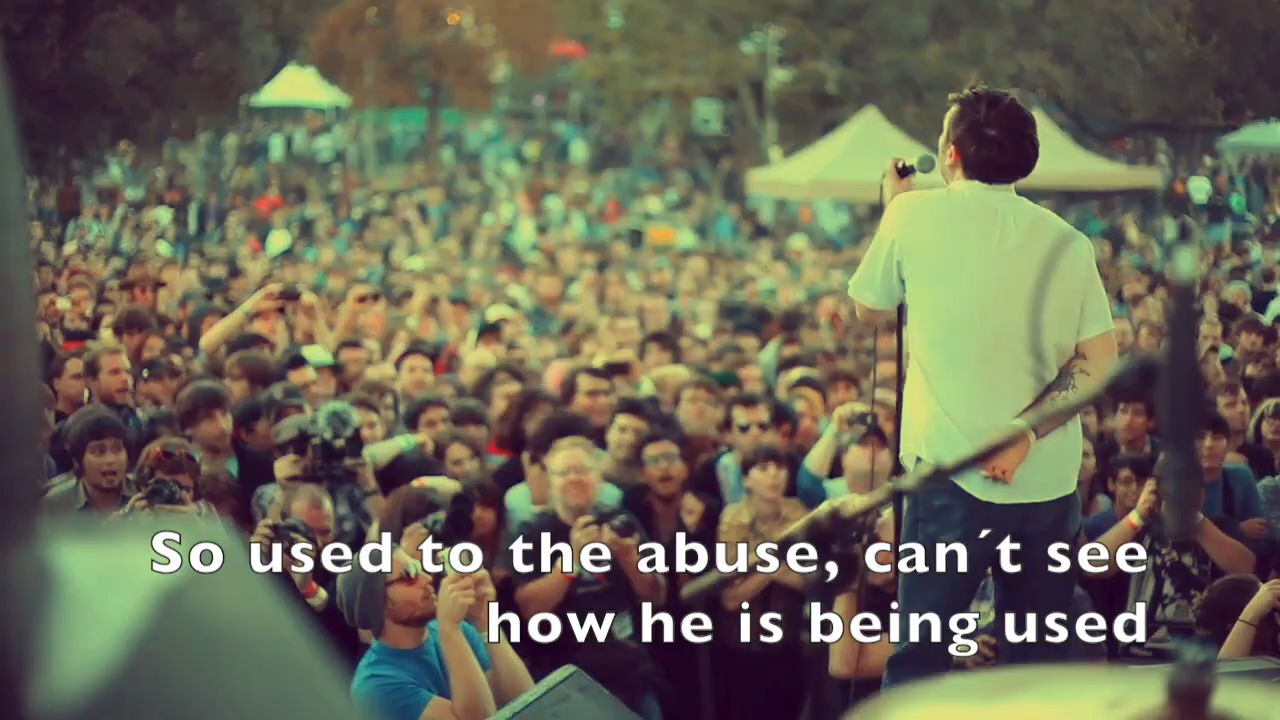 So used to the abuse, can´t see
how he is being used